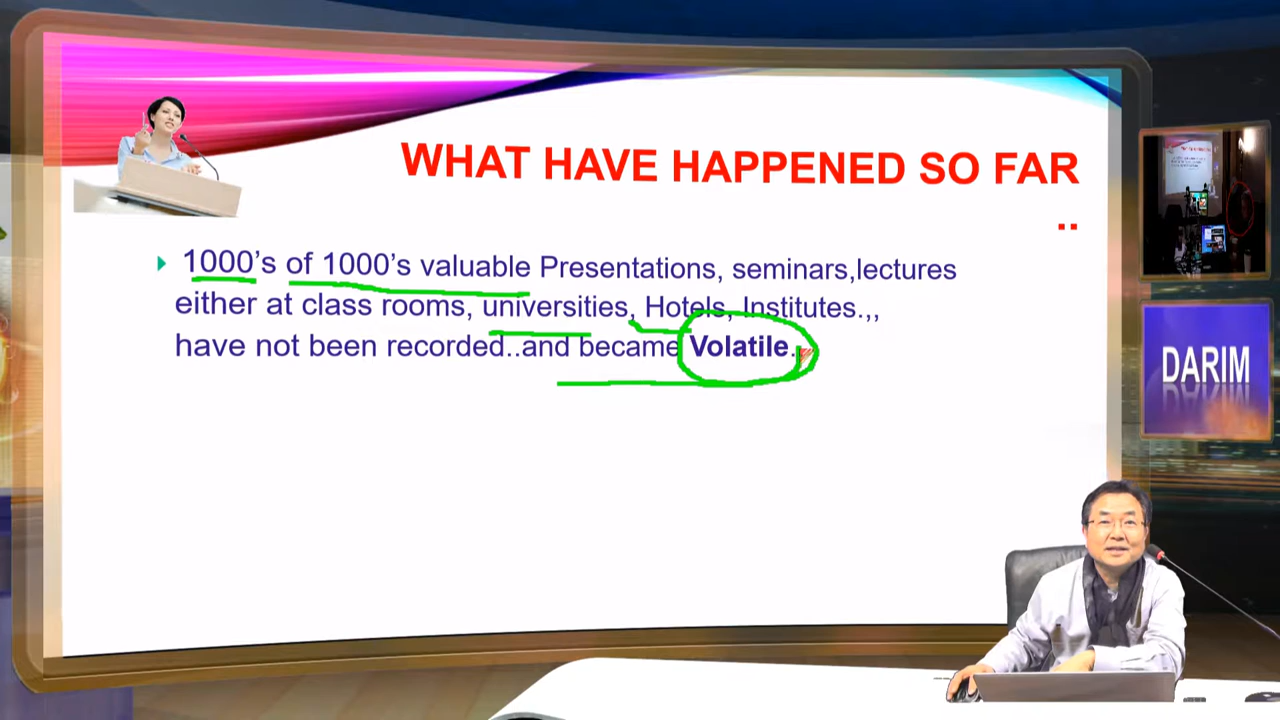 WHAT HAVE HAPPENED SO FAR
..
1000's of 1000's valuable Presentations, seminars,lectures
either at class rooms, universities, Hotels, Institutes.,,
have not been recorded..and became Volatile..
DARIM